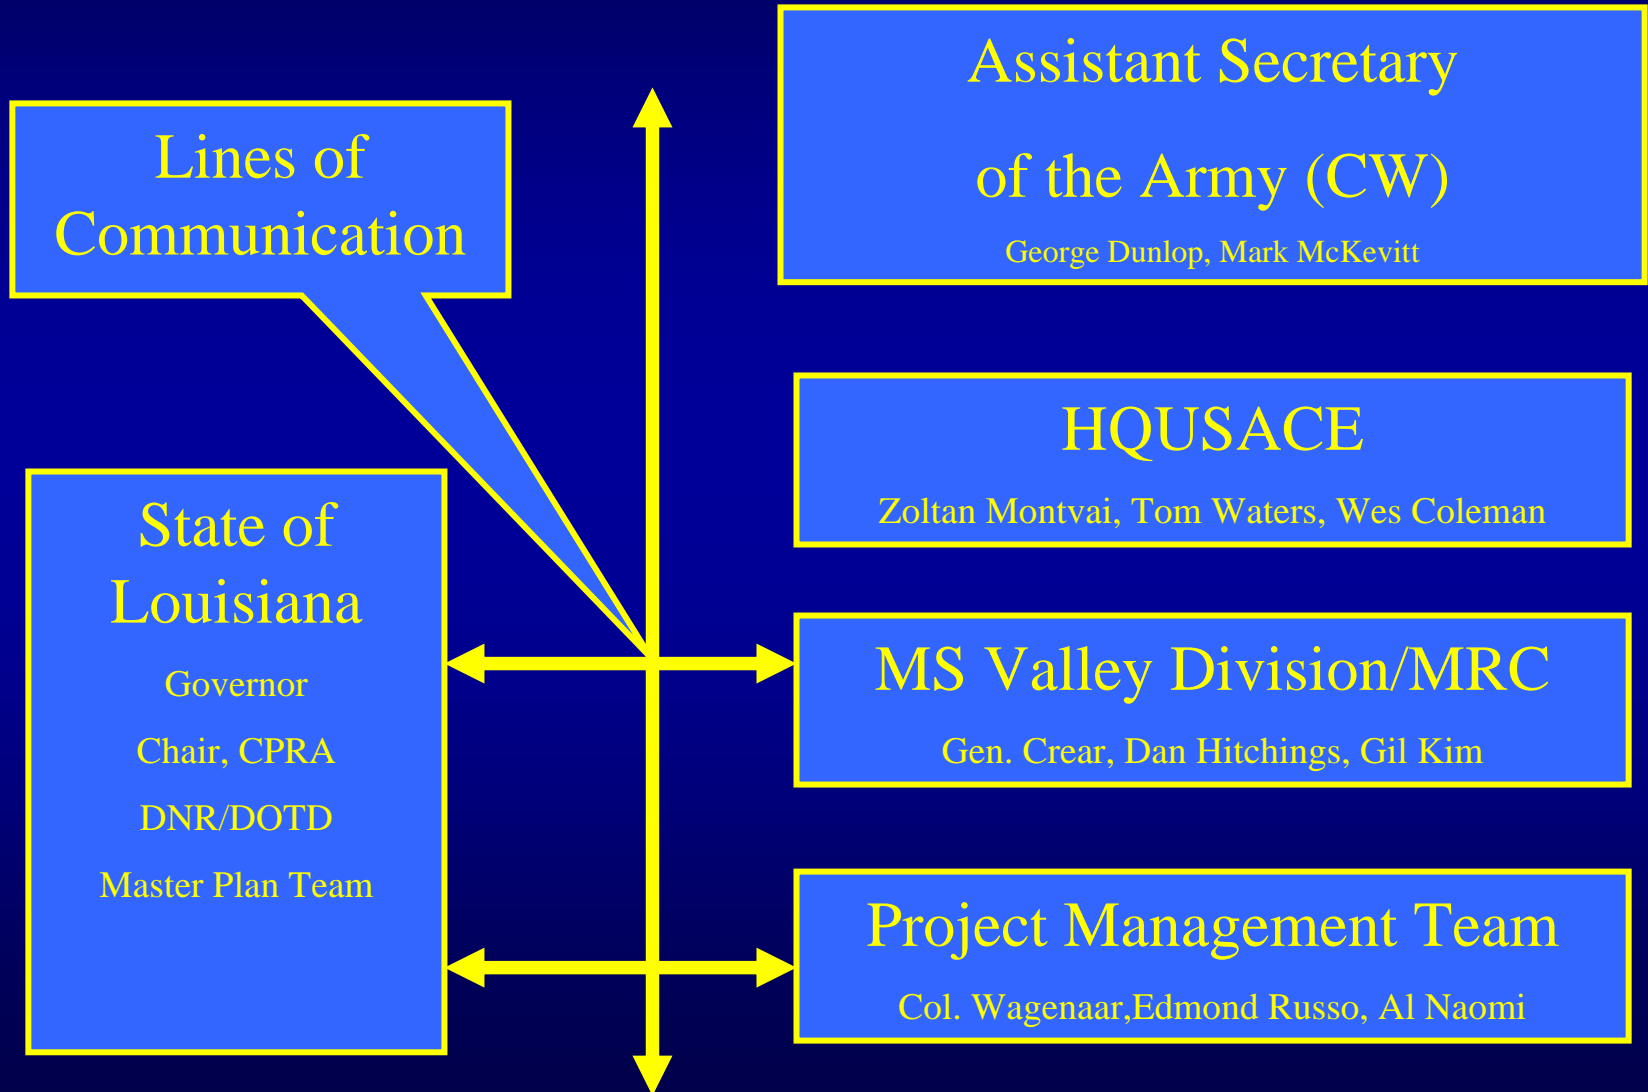 Lines of
Communication
Assistant Secretary
of the Army (CW)
George Dunlop, Mark McKevitt
HQUSACE
Zoltan Montvai, Tom Waters, Wes Coleman
State of
Louisiana
Governor
Chair, CPRA
DNR/DOTD
Master Plan Team
MS Valley Division/MRC
Gen. Crear, Dan Hitchings, Gil Kim
Project Management Team
Col. Wagenaar,Edmond Russo, Al Naomi